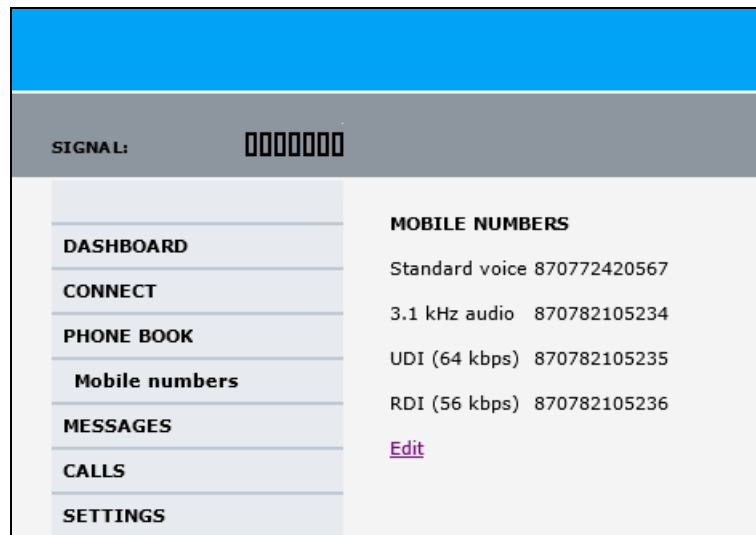 SIGNAL:
DASHBOARD
CONNECT
PHONE BOOK
Mobile numbers
MESSAGES
CALLS
SETTINGS
MOBILE NUMBERS
Standard voice 870772420567
3.1 kHz audio 870782105234
UDI (64 kbps) 870782105235
RDI (56 kbps) 870782105236
Edit